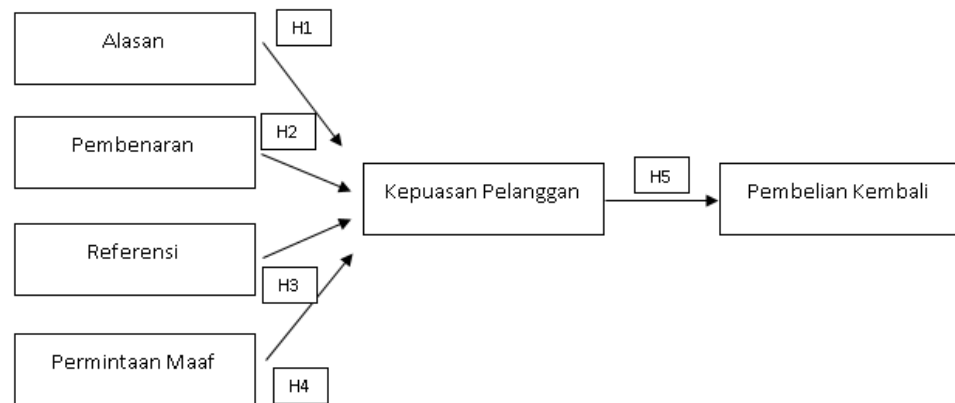 Alasan
H1
Pembenaran
H2
Kepuasan Pelanggan
H5
Pembelian Kembali
Referensi
H3
Permintaan Maaf
H4